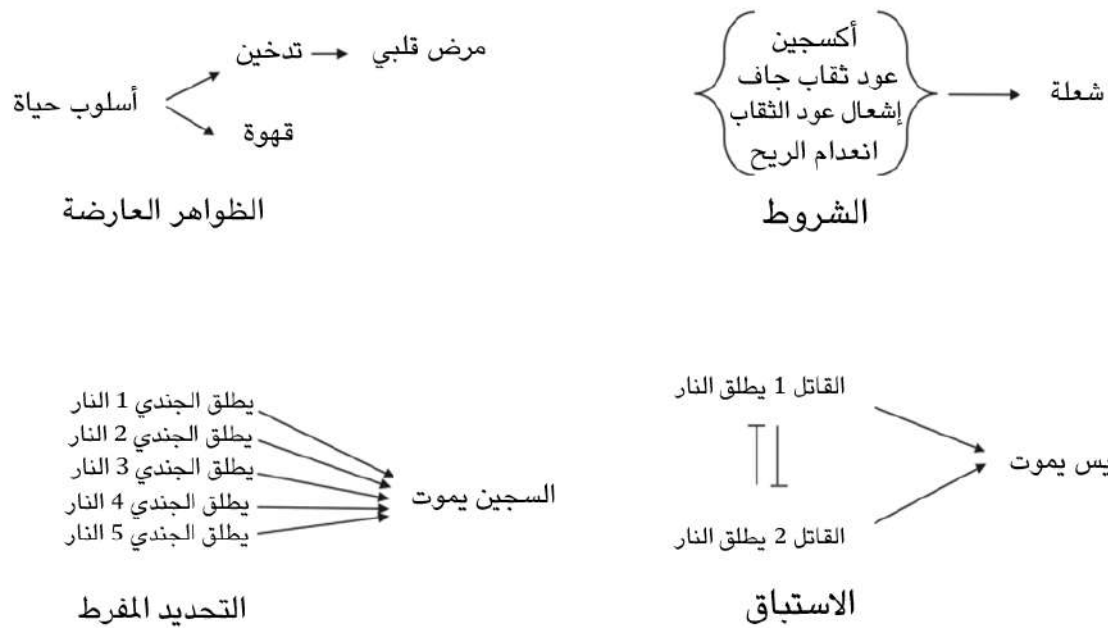 أسلوب حياة
تدخين
مرض قلبي
قهوة
الظواهر العارضة
أكسجين
عود ثقاب جاف
إشعال عود الثقاب
انعدام الريح
شعلة
الشروط
يطلق الجندي 1 النار
يطلق الجندي 2 النار
يطلق الجندي 3 النار
يطلق الجندي 4 النار
يطلق الجندي 5 النار
السجين يموت
التحديد المفرط
القاتل 1 يطلق النار
يموت
القاتل 2 يطلق النار
الاستباق